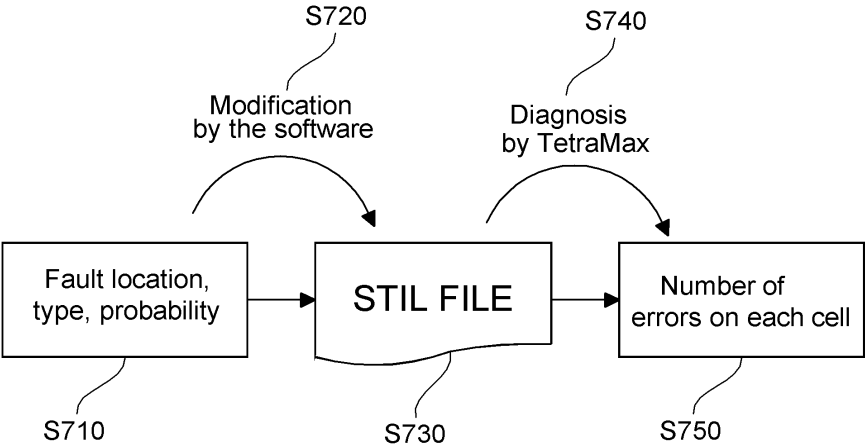 S720
S740
Modification
by the software
Diagnosis
by TetraMax
Fault location,
type, probability
STIL FILE
Number of
errors on each cell
S710
S730
S750